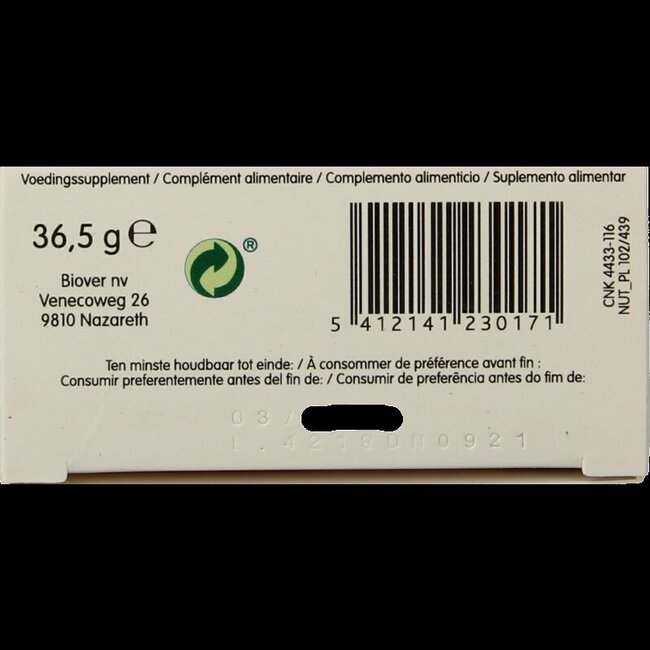 Voedingssupplement / Complément alimentaire / Complemento alimenticio / Suplemento alimentar
36,5 g ℮
®
Biover nv
Venecoweg 26
9810 Nazareth
5 412141 230171
CNK 4433-116
NUT_PL 102/439
Ten minste houdbaar tot einde: / À consommer de préférence avant fin :
Consumir preferentemente antes del fin de: / Consumir de preferência antes do fim de:
03/